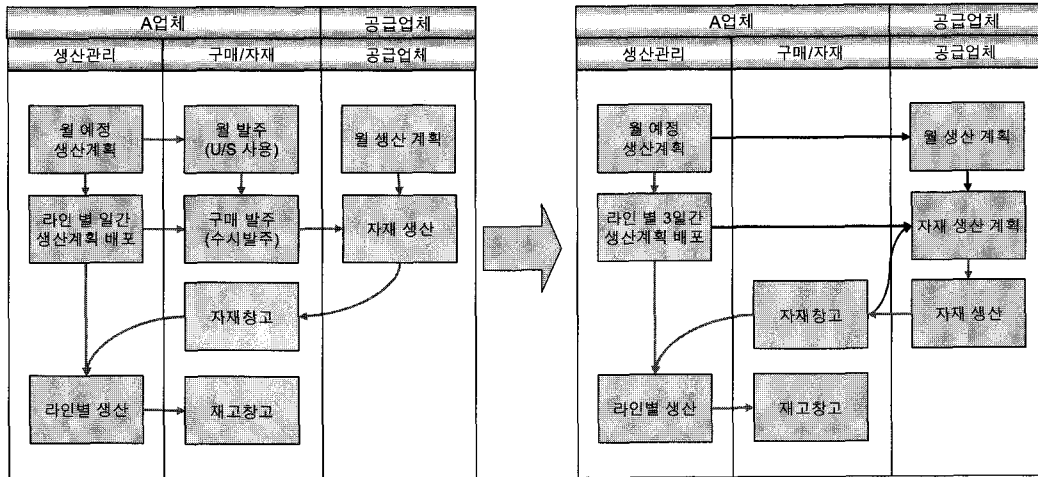 A업체
공급업체
생산관리
구매/자재
공급업체
월 예정
생산계획
월 발주
(U/S 사용)
월 생산 계획
라인 별 일간
생산계획 배포
구매 발주
(수시발주)
자재 생산
자재창고
라인별 생산
재고창고
A업체
공급업체
생산관리
구매/자재
공급업체
월 예정
생산계획
월 생산 계획
라인 별 3일간
생산계획 배포
자재 생산 계획
자재창고
자재 생산
라인별 생산
재고창고